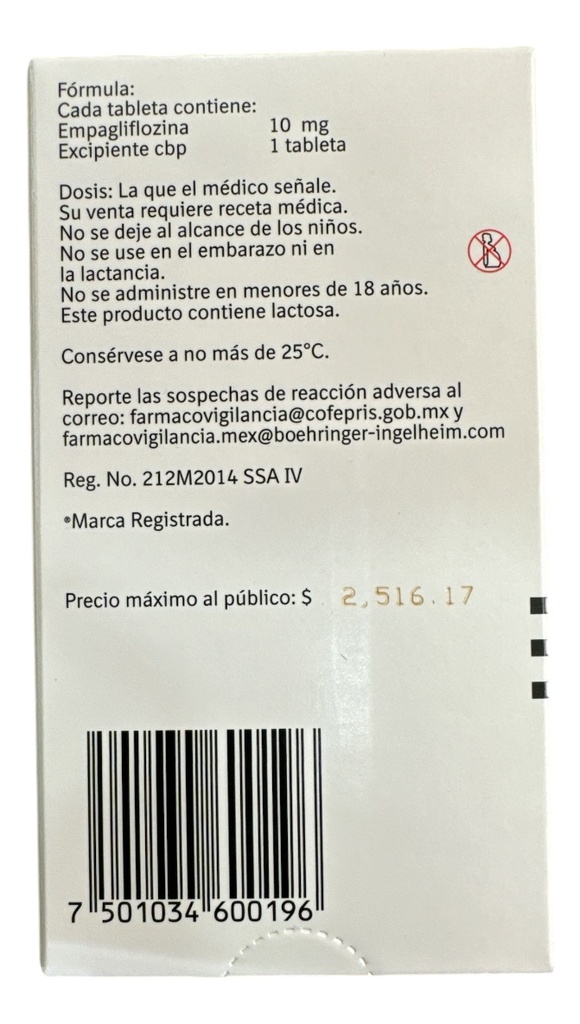 Fórmula:
Cada tableta contiene:
Empagliflozina 10 mg
Excipiente cbp 1 tableta
Dosis: La que el médico señale.
Su venta requiere receta médica.
No se deje al alcance de los niños.
No se use en el embarazo ni en
la lactancia.
No se administre en menores de 18 años.
Este producto contiene lactosa.
Consérvese a no más de 25°C.
Reporte las sospechas de reacción adversa al
correo: farmacovigilancia@cofepris.gob.mx y
farmacovigilancia.mex@boehringer-ingelheim.com
Reg. No. 212M2014 SSA IV
®Marca Registrada.
Precio máximo al público: $ 2,516.17
7 501034 600196